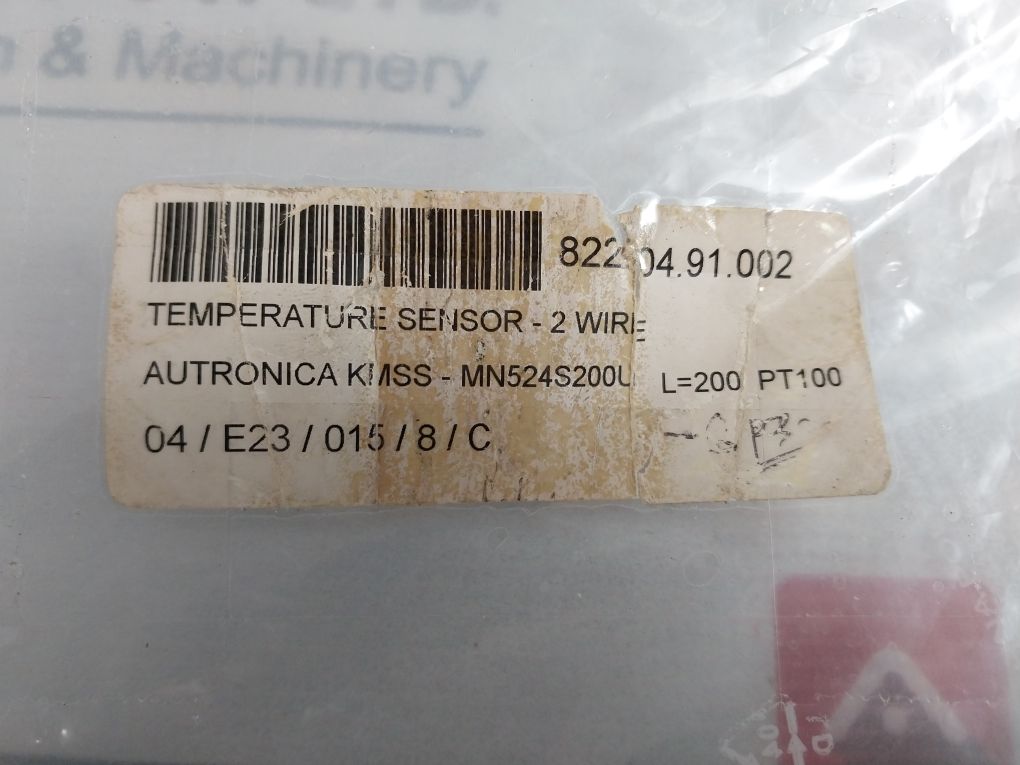 & Machinery
822.04.91.002
TEMPERATURE SENSOR - 2 WIRE
AUTRONICA KMSS - MN524S200U L=200 PT100
04 / E23 / 015 / 8 / C